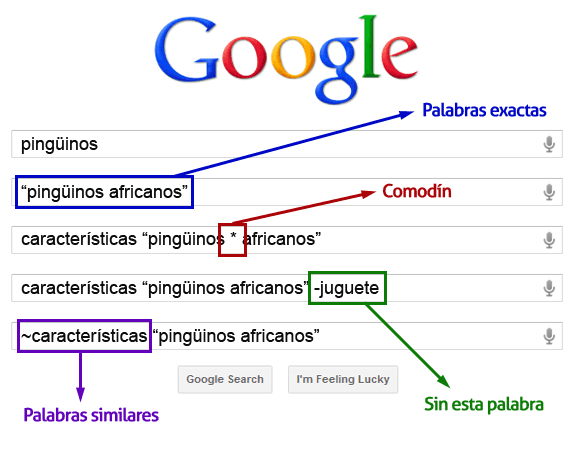 Google
Palabras exactas
pingüinos
“pingüinos africanos”
Comodín
características “pingüinos * africanos”
características “pingüinos africanos” -juguete
~características “pingüinos africanos”
Google Search I'm Feeling Lucky
Palabras similares
Sin esta palabra